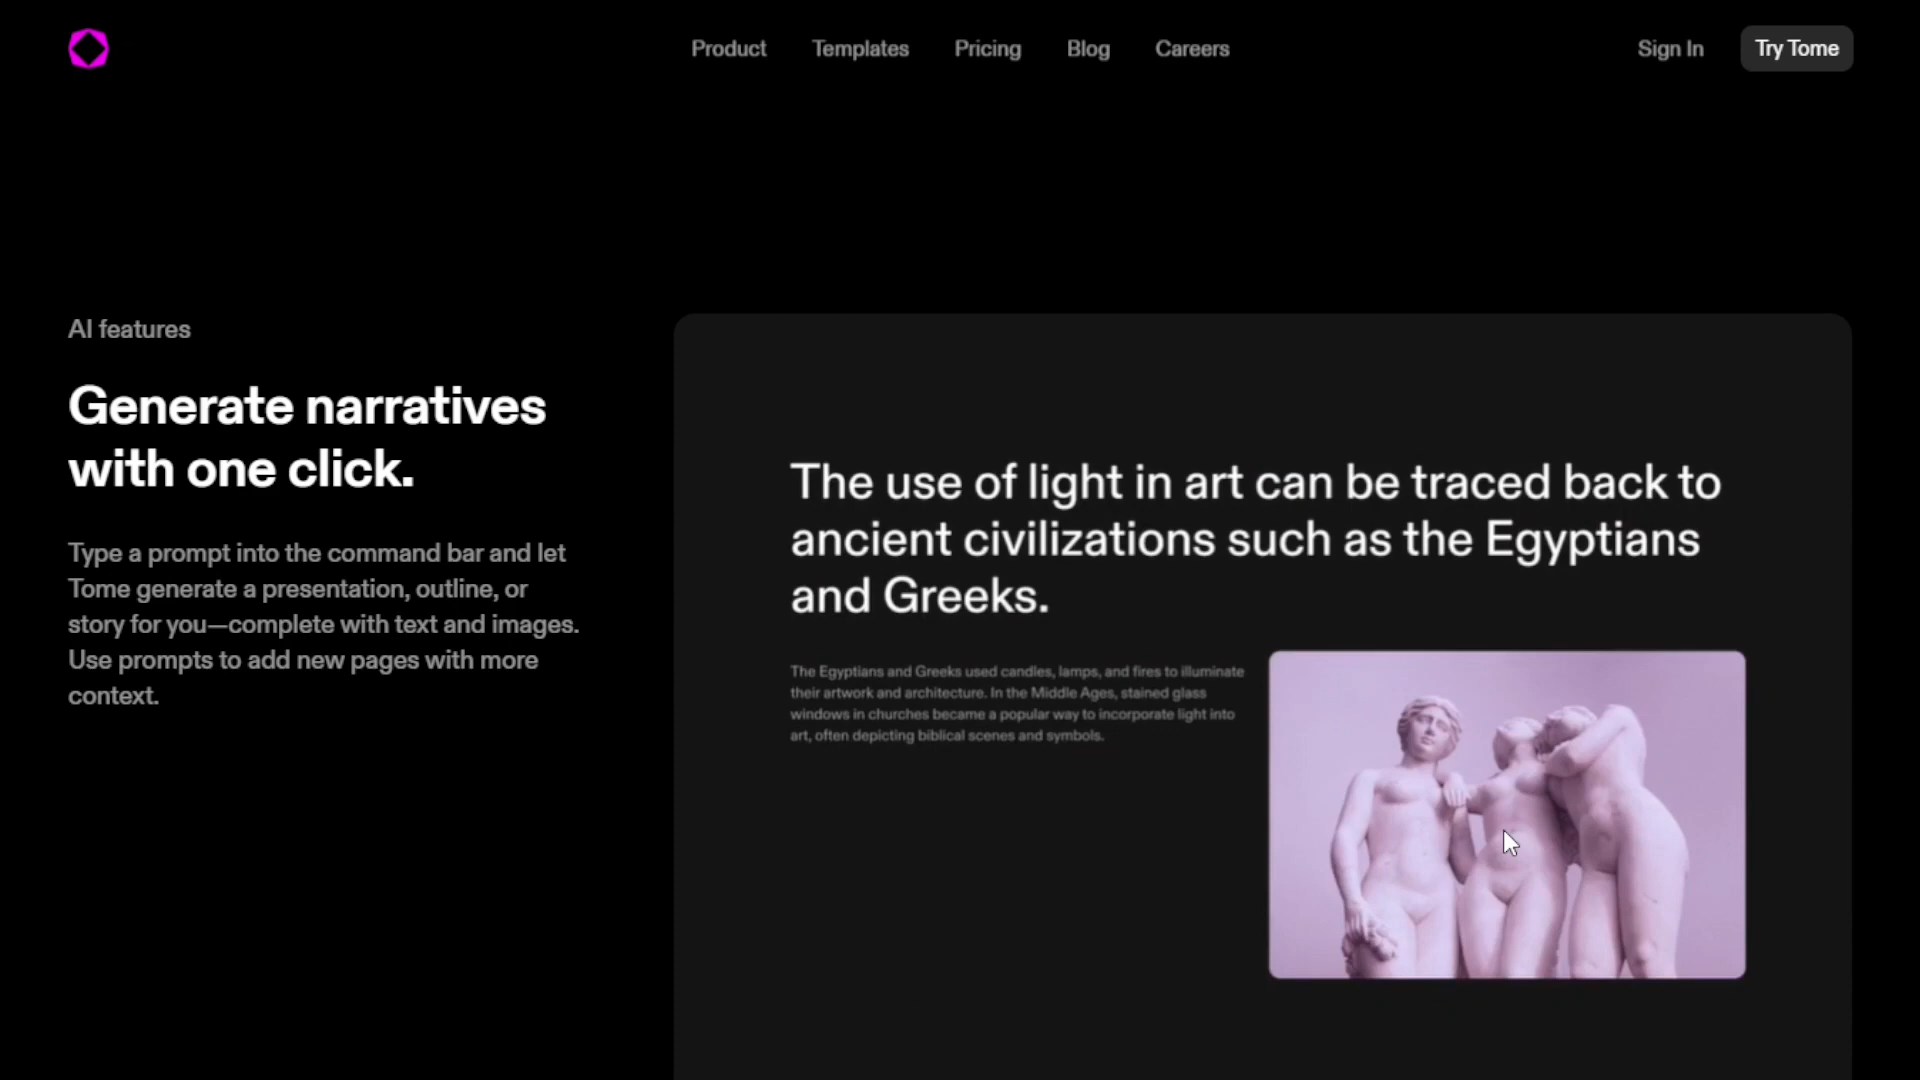 Product Templates Pricing Blog Careers Sign In Try Tome
AI features
Generate narratives
with one click.
Type a prompt into the command bar and let
Tome generate a presentation, outline, or
story for you—complete with text and images.
Use prompts to add new pages with more
context.
The use of light in art can be traced back to
ancient civilizations such as the Egyptians
and Greeks.
The Egyptians and Greeks used candles, lamps, and fires to illuminate
their artwork and architecture. In the Middle Ages, stained glass
windows in churches became a popular way to incorporate light into
art, often depicting biblical scenes and symbols.